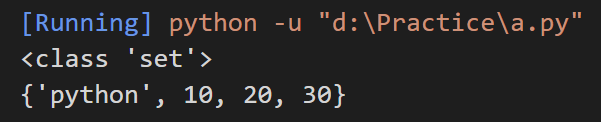 [Running] python -u "d:\Practice\a.py"
<class 'set'>
{'python', 10, 20, 30}